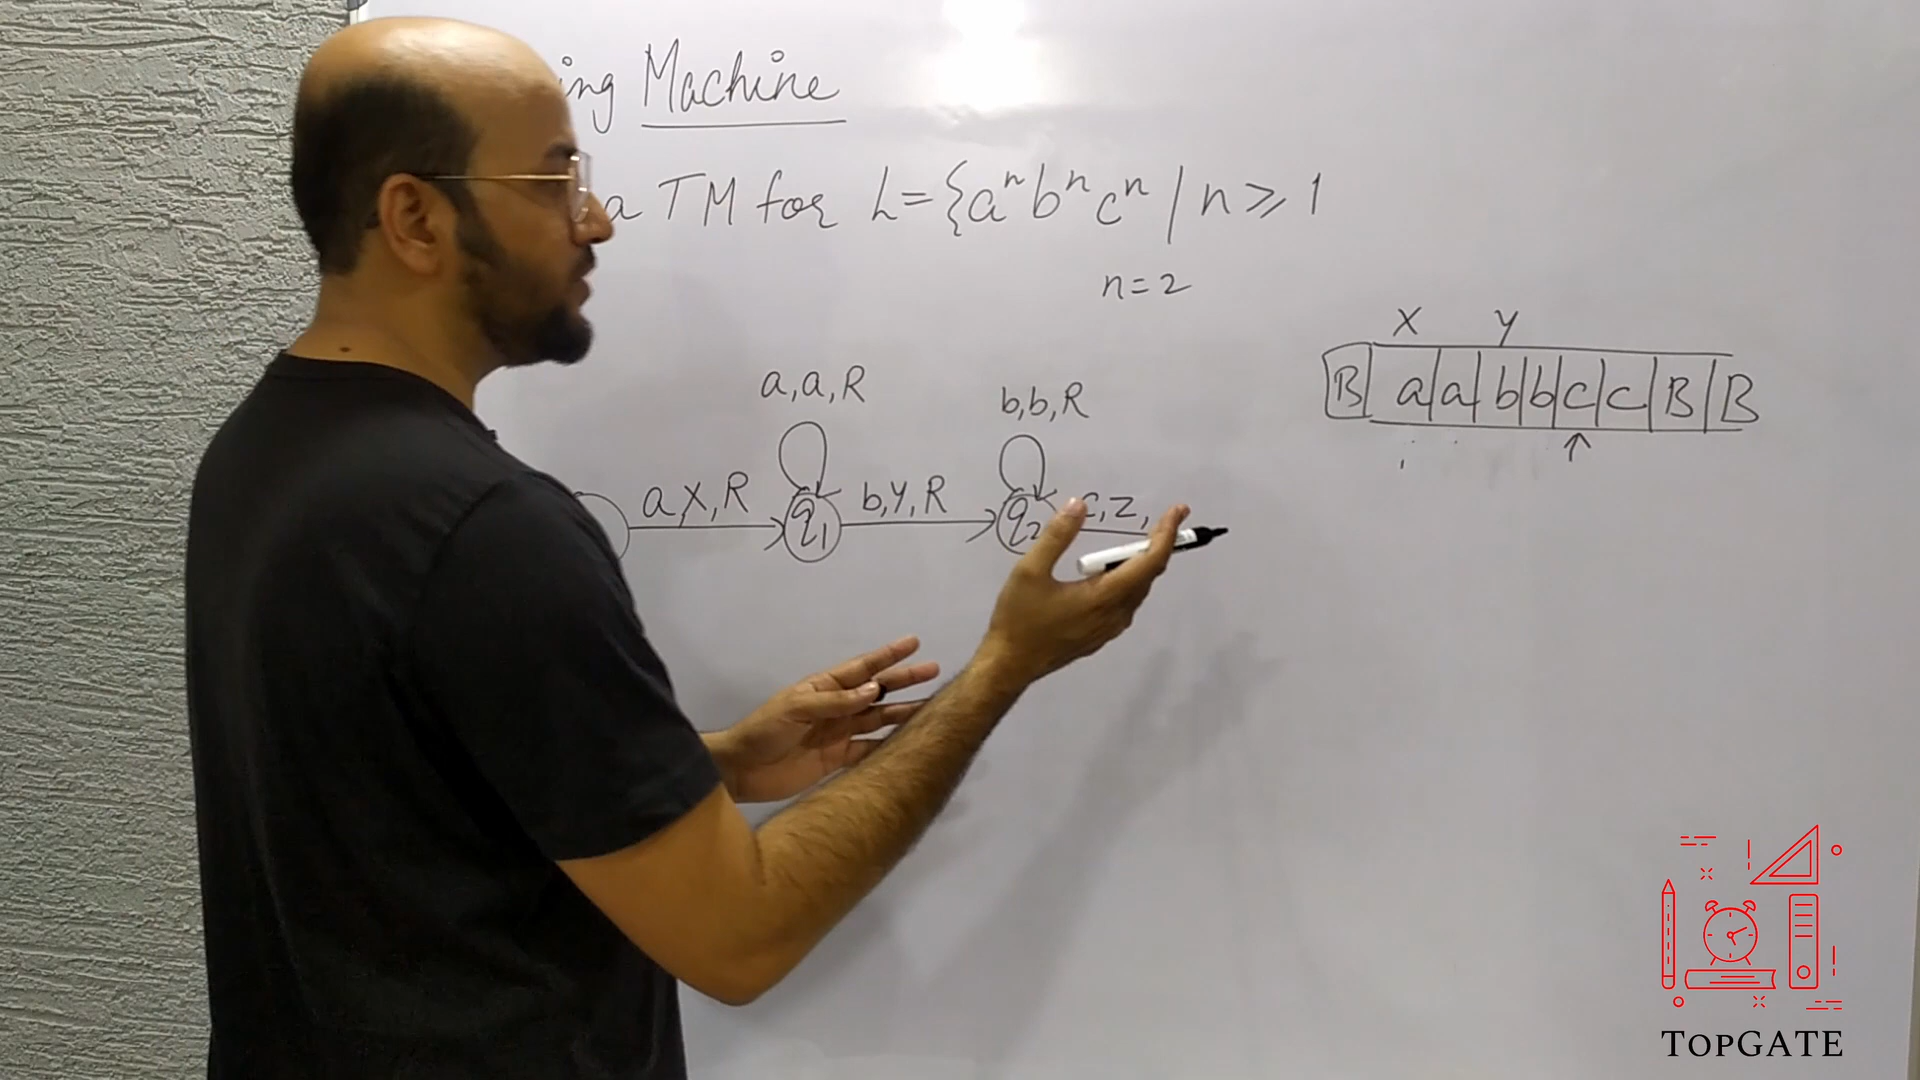 ing Machine
a TM for L={aⁿbⁿcⁿ | n ≥ 1
n=2
X Y
B a a b b c c B B
a,a,R b,b,R
a,X,R q₁ b,Y,R q₂ c,z,
TOPGATE